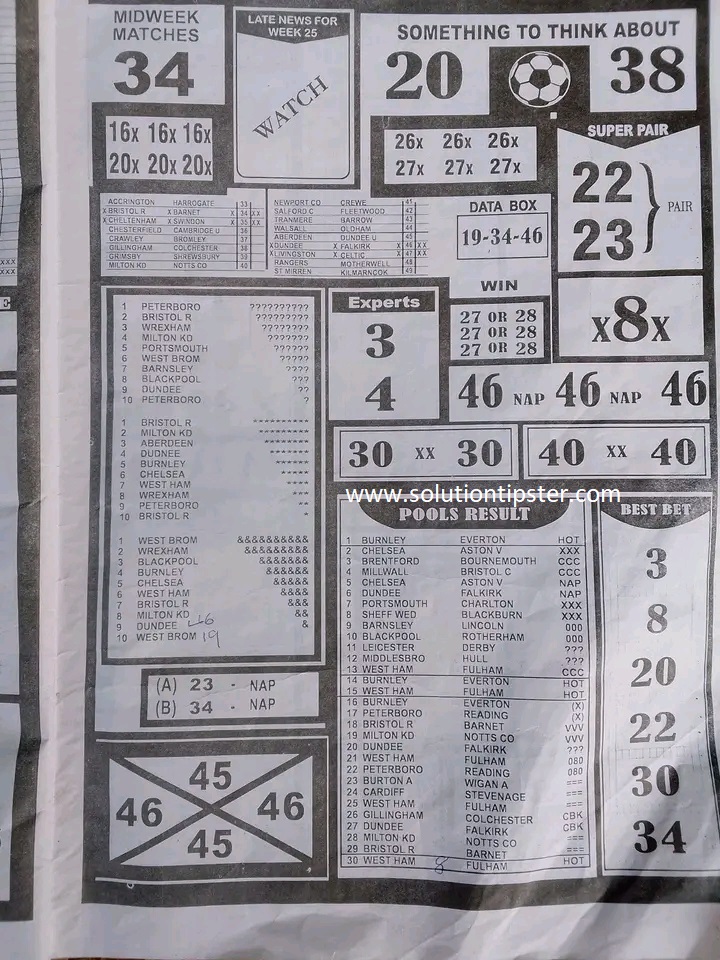 MIDWEEK
MATCHES
34
LATE NEWS FOR
WEEK 25
WATCH
SOMETHING TO THINK ABOUT
20 38
16x 16x 16x
20x 20x 20x
26x 26x 26x
27x 27x 27x
SUPER PAIR
22
23
PAIR
ACCRINGTON HARROGATE 33
X BRISTOL R X BARNET X 34 XX
X CHELTENHAM X SWINDON X 35 XX
CHESTERFIELD CAMBRIDGE U 36
CRAWLEY BROMLEY 37
GILLINGHAM COLCHESTER 38
GRIMSBY SHREWSBURY 39
MILTON KD NOTTS CO 40
NEWPORT CO CREWE 41
SALFORD C FLEETWOOD 42
TRANMERE BARROW 43
WALSALL OLDHAM 44
ABERDEEN DUNDEE U 45
X DUNDEE X FALKIRK X 46 XX
X LIVINGSTON X CELTIC X 47 XX
RANGERS MOTHERWELL 48
ST MIRREN KILMARNOCK 49
DATA BOX
19-34-46
WIN
27 OR 28
27 OR 28
27 OR 28
x8x
1 PETERBORO ??????????
2 BRISTOL R ?????????
3 WREXHAM ????????
4 MILTON KD ???????
5 PORTSMOUTH ??????
6 WEST BROM ?????
7 BARNSLEY ????
8 BLACKPOOL ???
9 DUNDEE ??
10 PETERBORO ?
1 BRISTOL R **********
2 MILTON KD *********
3 ABERDEEN ********
4 DUDNEE *******
5 BURNLEY ******
6 CHELSEA *****
7 WEST HAM ****
8 WREXHAM ***
9 PETERBORO **
10 BRISTOL R *
1 WEST BROM &&&&&&&&&&
2 WREXHAM &&&&&&&&&
3 BLACKPOOL &&&&&&&
4 BURNLEY &&&&&&
5 CHELSEA &&&&&
6 WEST HAM &&&&
7 BRISTOL R &&&
8 MILTON KD &&
9 DUNDEE 46 &
10 WEST BROM 19
Experts
3
4
46 NAP 46 NAP 46
30 XX 30
40 XX 40
www.solutiontipster.com
POOLS RESULT
1 BURNLEY EVERTON HOT
2 CHELSEA ASTON V XXX
3 BRENTFORD BOURNEMOUTH CCC
4 MILLWALL BRISTOL C CCC
5 CHELSEA ASTON V NAP
6 DUNDEE FALKIRK NAP
7 PORTSMOUTH CHARLTON XXX
8 SHEFF WED BLACKBURN XXX
9 BARNSLEY LINCOLN 000
10 BLACKPOOL ROTHERHAM 000
11 LEICESTER DERBY ???
12 MIDDLESBRO HULL ???
13 WEST HAM FULHAM CCC
14 BURNLEY EVERTON HOT
15 WEST HAM FULHAM HOT
16 BURNLEY EVERTON (X)
17 PETERBORO READING (X)
18 BRISTOL R BARNET VVV
19 MILTON KD NOTTS CO VVV
20 DUNDEE FALKIRK ???
21 WEST HAM FULHAM 080
22 PETERBORO READING 080
23 BURTON A WIGAN A ===
24 CARDIFF STEVENAGE ===
25 WEST HAM FULHAM ===
26 GILLINGHAM COLCHESTER CBK
27 DUNDEE FALKIRK CBK
28 MILTON KD NOTTS CO ===
29 BRISTOL R BARNET ===
30 WEST HAM 8 FULHAM HOT
BEST BET
3
8
20
22
30
34
(A) 23 - NAP
(B) 34 - NAP
45
46 46
45